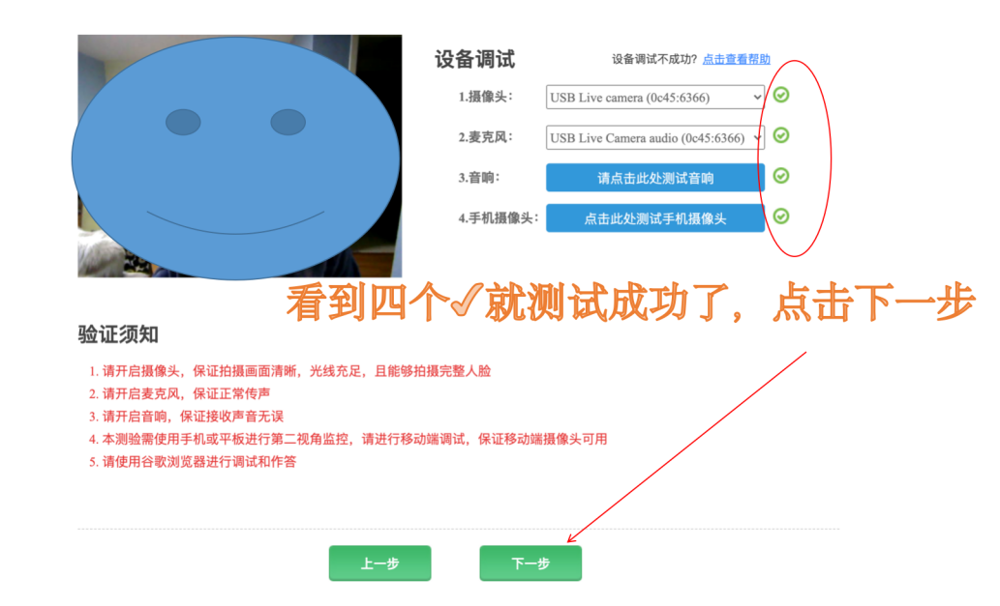 设备调试
设备调试不成功？ 点击查看帮助
1.摄像头：
USB Live camera (0c45:6366)
2.麦克风：
USB Live Camera audio (0c45:6366)
3.音响：
请点击此处测试音响
4.手机摄像头：
点击此处测试手机摄像头
看到四个✓就测试成功了，点击下一步
验证须知
1. 请开启摄像头，保证拍摄画面清晰，光线充足，且能够拍摄完整人脸
2. 请开启麦克风，保证正常传声
3. 请开启音响，保证接收声音无误
4. 本测验需使用手机或平板进行第二视角监控，请进行移动端调试，保证移动端摄像头可用
5. 请使用谷歌浏览器进行调试和作答
上一步
下一步